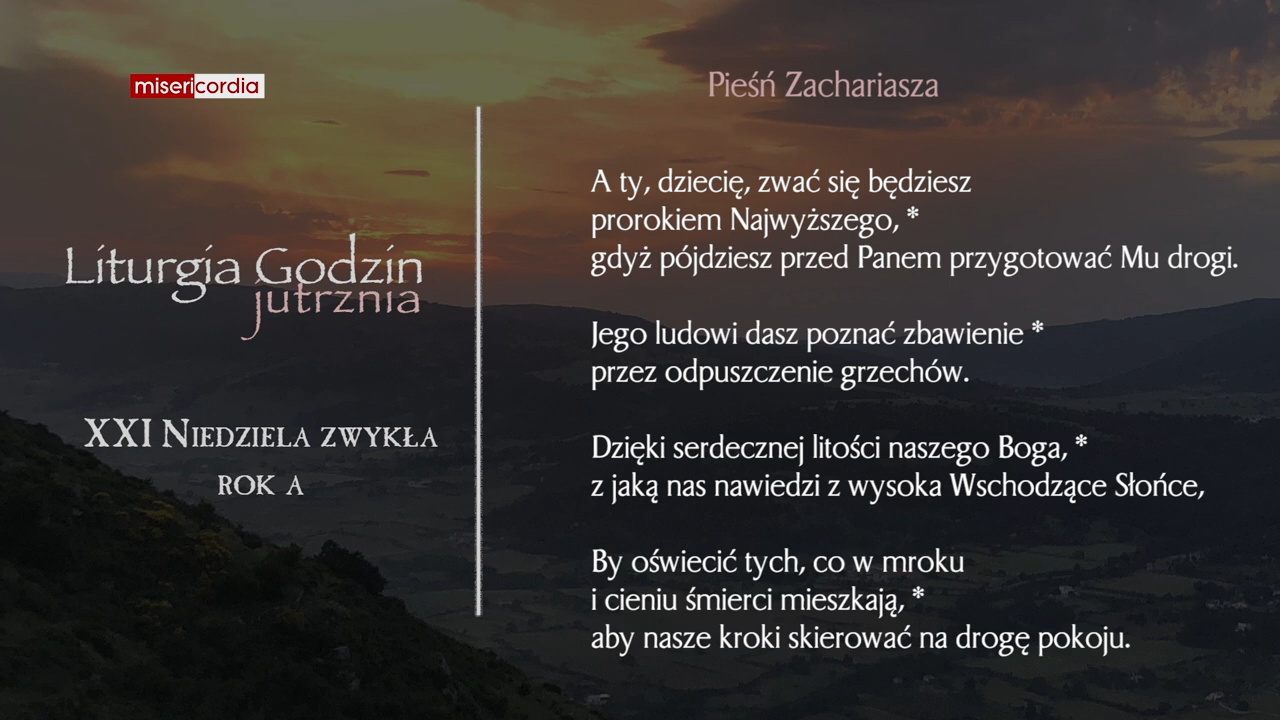 misericordia
Liturgia Godzin
jutrznia
XXI Niedziela zwykła
rok A
Pieśń Zachariasza
A ty, dziecię, zwać się będziesz
prorokiem Najwyższego, *
gdyż pójdziesz przed Panem przygotować Mu drogi.
Jego ludowi dasz poznać zbawienie *
przez odpuszczenie grzechów.
Dzięki serdecznej litości naszego Boga, *
z jaką nas nawiedzi z wysoka Wschodzące Słońce,
By oświecić tych, co w mroku
i cieniu śmierci mieszkają, *
aby nasze kroki skierować na drogę pokoju.